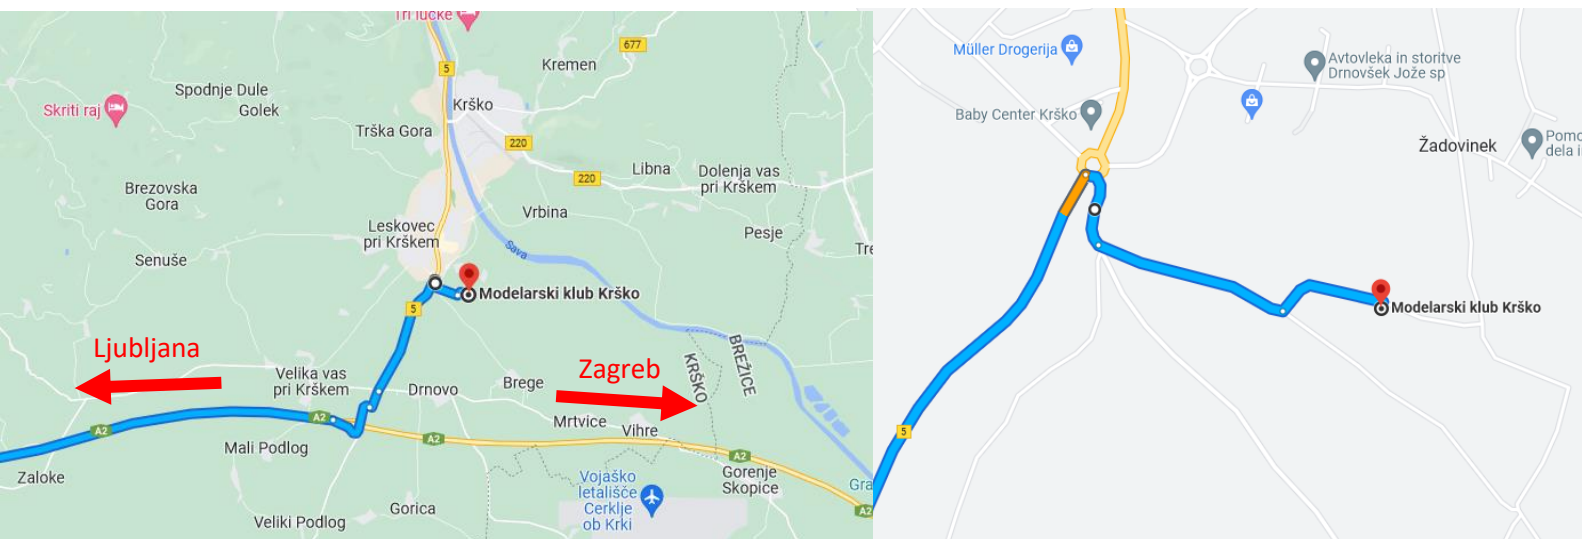 Tri lučke
677
Kremen
5
Spodnje Dule
Golek
Skriti raj
Krško
Trška Gora
220
Libna
Dolenja vas
pri Krškem
220
Brezovska
Gora
Vrbina
Leskovec
pri Krškem
Pesje
Sava
Senuše
Modelarski klub Krško
5
Ljubljana
Zagreb
KRŠKO
BREŽICE
Velika vas
pri Krškem
Drnovo
Brege
A2
A2
A2
A2
A2
Mrtvice
Vihre
Mali Podlog
Zaloke
Gorenje
Skopice
Vojaško
letališče
Cerklje
ob Krki
Gorica
Veliki Podlog
Müller Drogerija
Avtovleka in storitve
Drnovšek Jože sp
Baby Center Krško
Žadovinek
Modelarski klub Krško
5